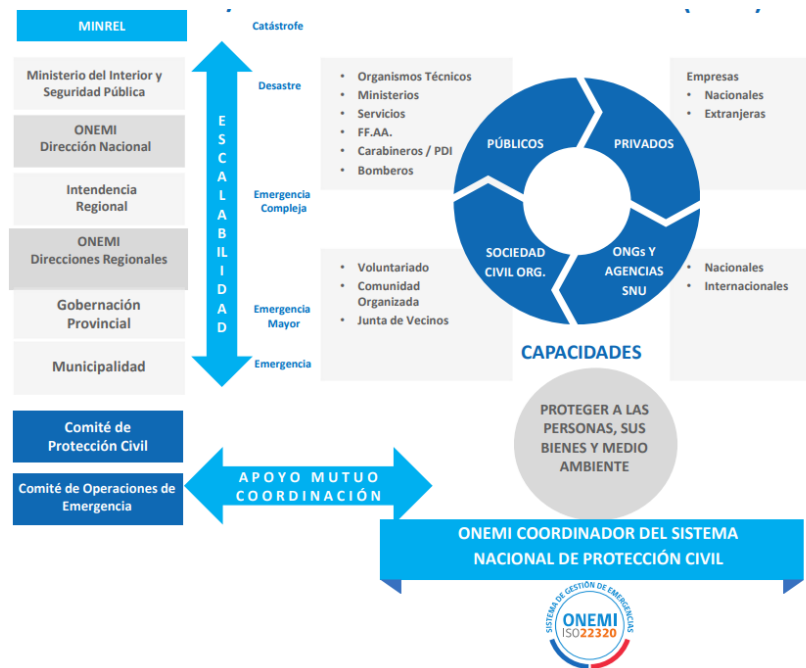 MINREL
Ministerio del Interior y
Seguridad Pública
ONEMI
Dirección Nacional
Intendencia
Regional
ONEMI
Direcciones Regionales
Gobernación
Provincial
Municipalidad
Comité de
Protección Civil
Comité de Operaciones de
Emergencia
ESCALABILIDAD
Catástrofe
Desastre
Emergencia
Compleja
Emergencia
Mayor
Emergencia
• Organismos Técnicos
• Ministerios
• Servicios
• FF.AA.
• Carabineros / PDI
• Bomberos
• Voluntariado
• Comunidad
Organizada
• Junta de Vecinos
PÚBLICOS
PRIVADOS
SOCIEDAD
CIVIL ORG.
ONGs Y
AGENCIAS
SNU
Empresas
• Nacionales
• Extranjeras
• Nacionales
• Internacionales
CAPACIDADES
PROTEGER A LAS
PERSONAS, SUS
BIENES Y MEDIO
AMBIENTE
APOYO MUTUO
COORDINACIÓN
ONEMI COORDINADOR DEL SISTEMA
NACIONAL DE PROTECCIÓN CIVIL
SISTEMA DE GESTIÓN DE EMERGENCIAS
ONEMI
ISO22320